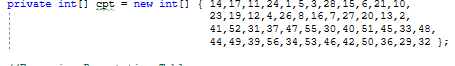 private int[] cpt = new int[] { 14,17,11,24,1,5,3,28,15,6,21,10,
23,19,12,4,26,8,16,7,27,20,13,2,
41,52,31,37,47,55,30,40,51,45,33,48,
44,49,39,56,34,53,46,42,50,36,29,32 };